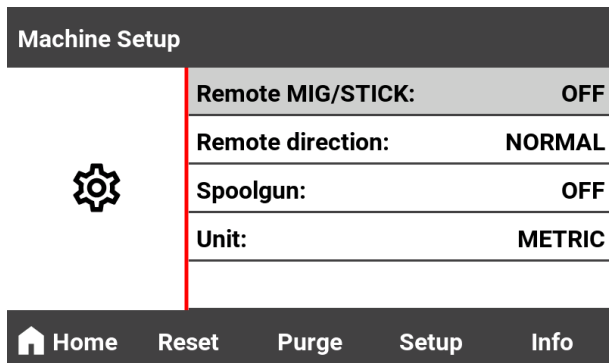 Machine Setup
Remote MIG/STICK: OFF
Remote direction: NORMAL
Spoolgun: OFF
Unit: METRIC
Home Reset Purge Setup Info